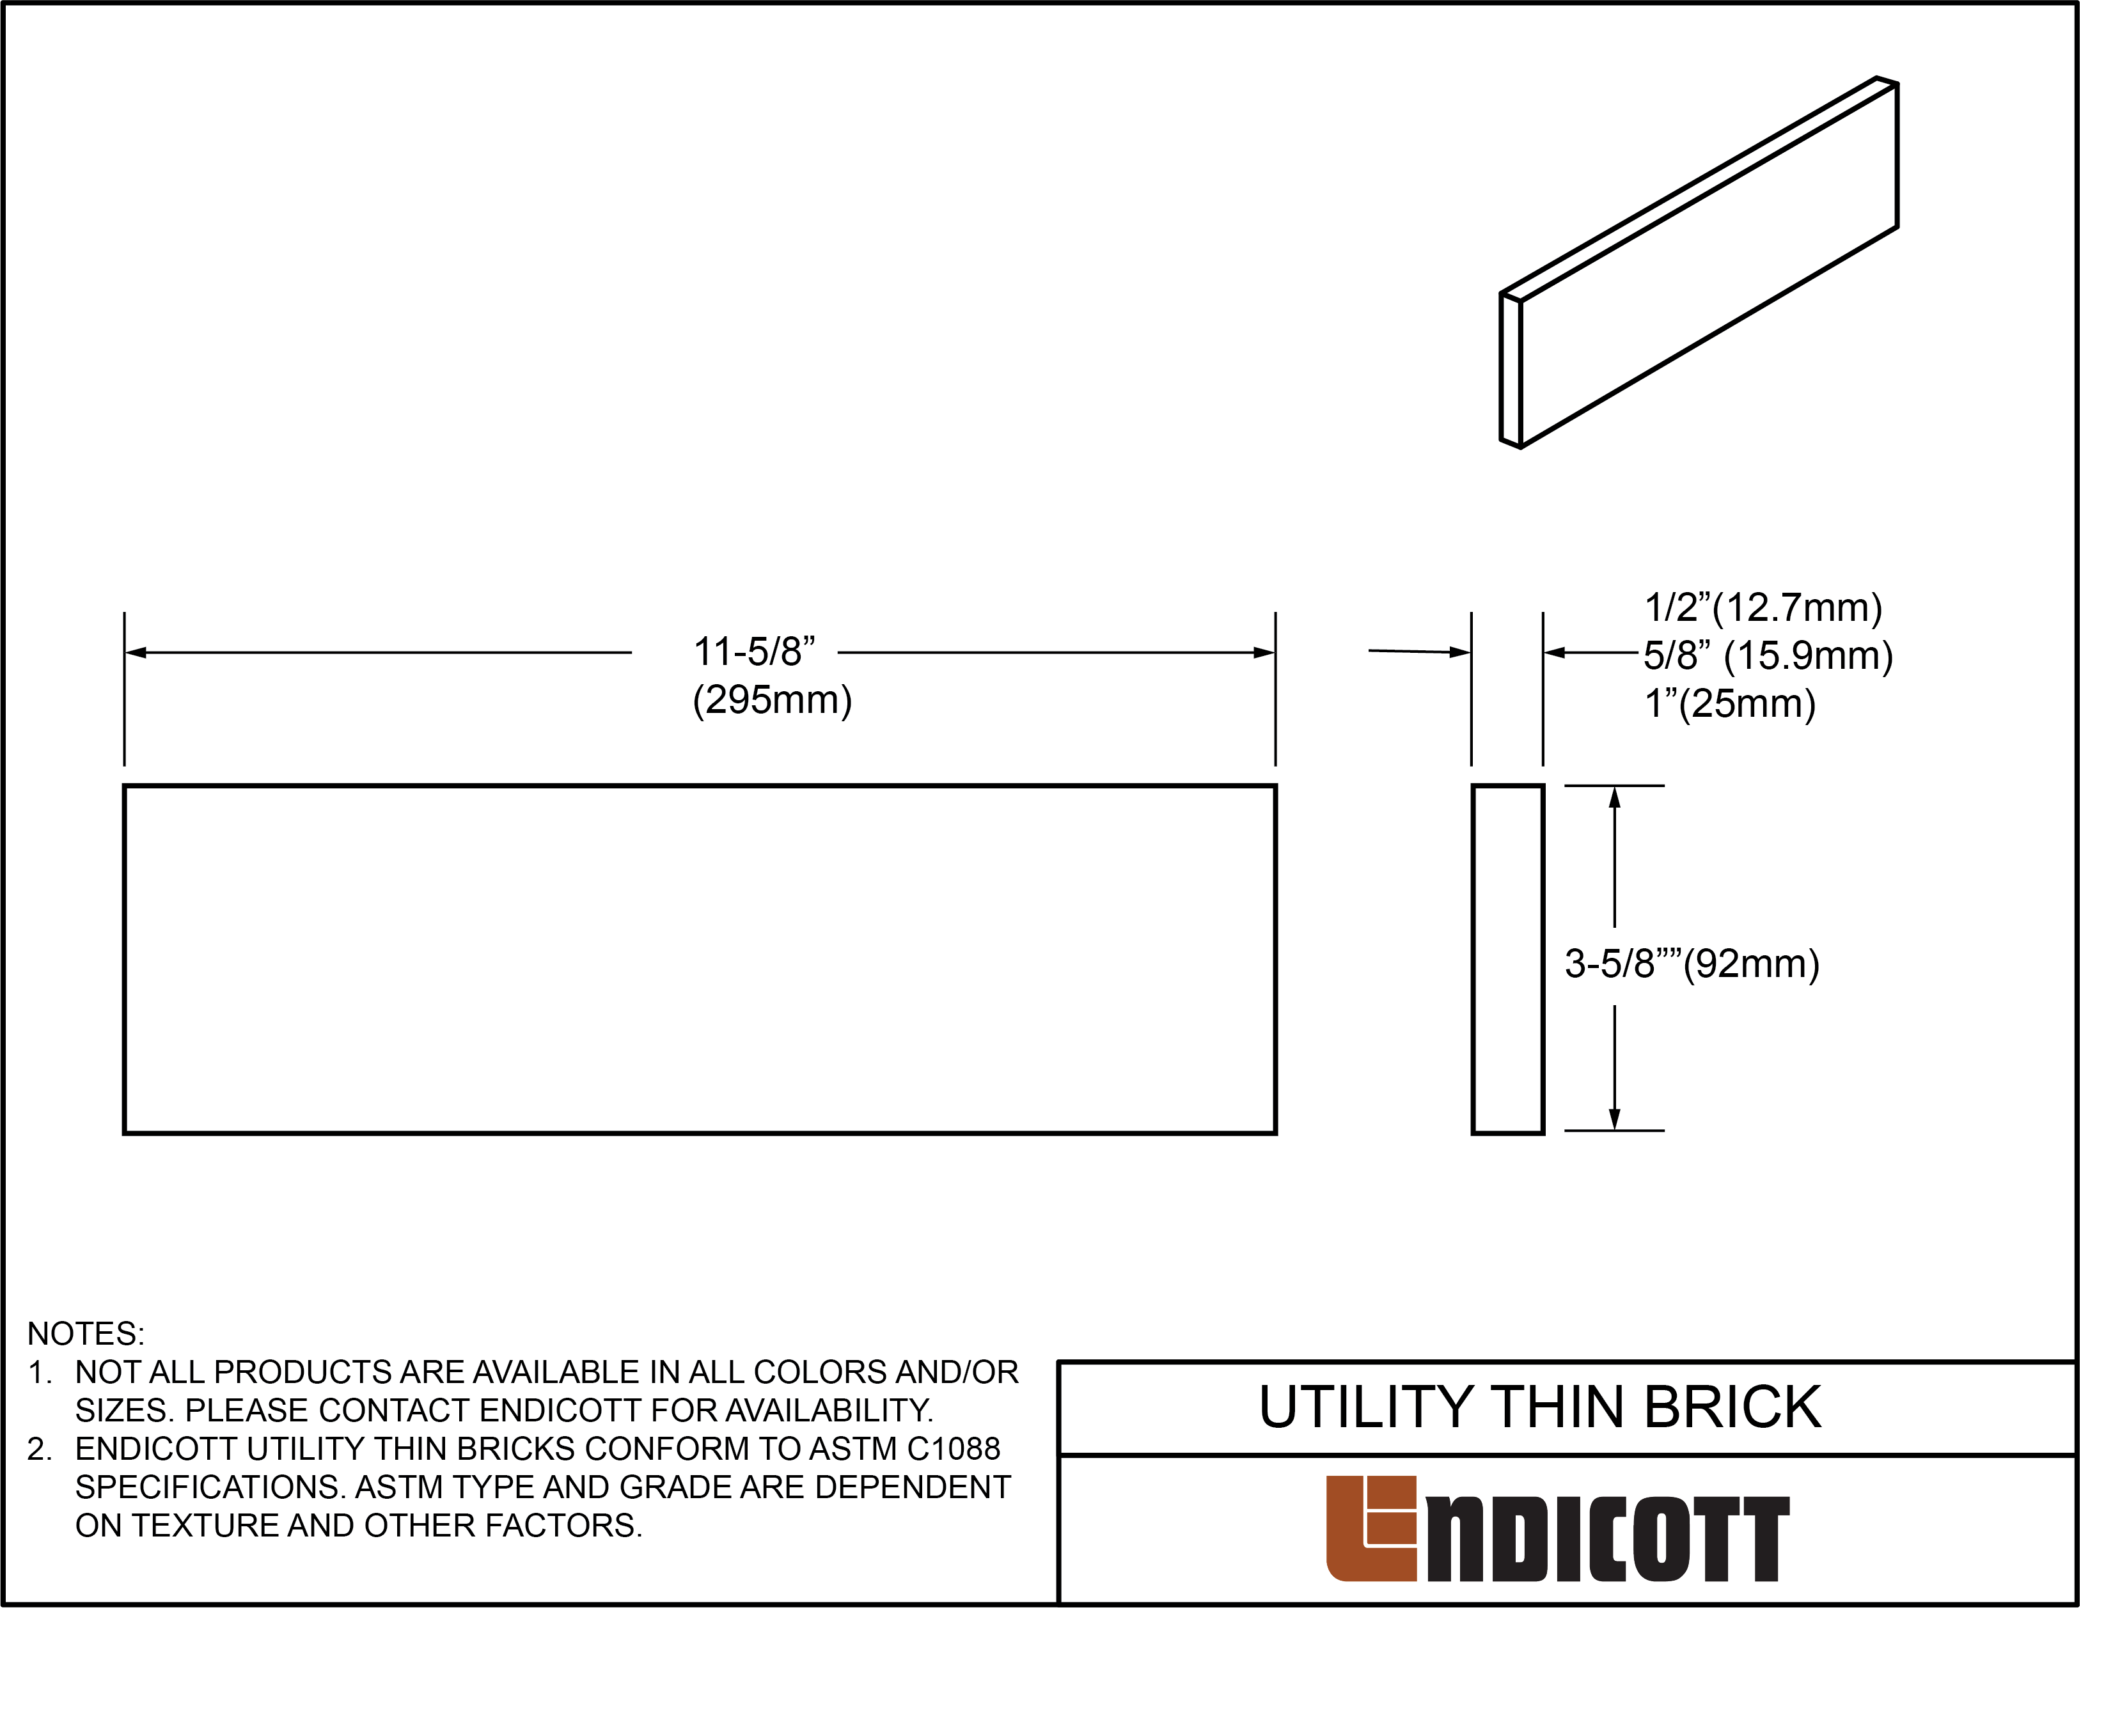 11-5/8”
(295mm)
1/2”(12.7mm)
5/8” (15.9mm)
1”(25mm)
3-5/8””(92mm)
NOTES:
1. NOT ALL PRODUCTS ARE AVAILABLE IN ALL COLORS AND/OR
SIZES. PLEASE CONTACT ENDICOTT FOR AVAILABILITY.
2. ENDICOTT UTILITY THIN BRICKS CONFORM TO ASTM C1088
SPECIFICATIONS. ASTM TYPE AND GRADE ARE DEPENDENT
ON TEXTURE AND OTHER FACTORS.
UTILITY THIN BRICK
ENDICOTT